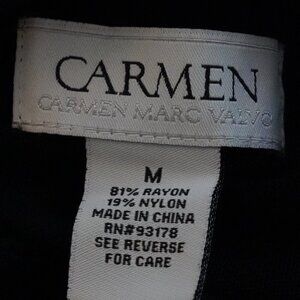 CARMEN
CARMEN MARC VALVO
M
81% RAYON
19% NYLON
MADE IN CHINA
RN#93178
SEE REVERSE
FOR CARE